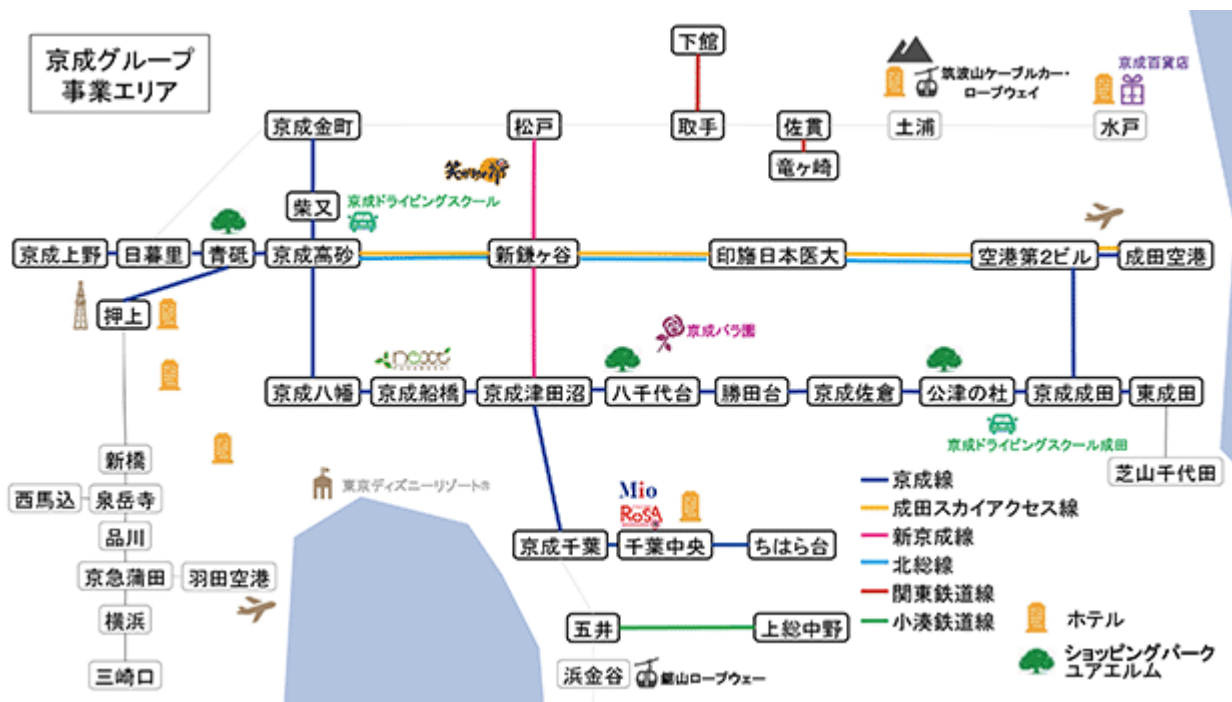 京成グループ
事業エリア
下館
筑波山ケーブルカー・
ロープウェイ
京成百貨店
京成金町
松戸
取手
佐貫
土浦
水戸
竜ヶ崎
柴又
京成ドライビングスクール
京成上野
日暮里
青砥
京成高砂
新鎌ヶ谷
印旛日本医大
空港第2ビル
成田空港
押上
京成バラ園
nexct
京成八幡
京成船橋
京成津田沼
八千代台
勝田台
京成佐倉
公津の杜
京成成田
東成田
京成ドライビングスクール成田
新橋
芝山千代田
西馬込
泉岳寺
東京ディズニーリゾート®
Mio
ROSA
品川
京成千葉
千葉中央
ちはら台
京急蒲田
羽田空港
横浜
五井
上総中野
三崎口
浜金谷
鋸山ロープウェー
京成線
成田スカイアクセス線
新京成線
北総線
関東鉄道線
小湊鉄道線
ホテル
ショッピングパーク
ユアエルム